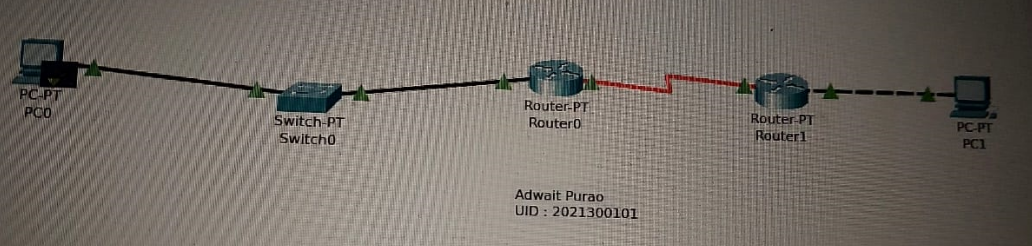 PC-PT
PC0
Switch-PT
Switch0
Router-PT
Router0
Router-PT
Router1
PC-PT
PC1
Adwait Purao
UID : 2021300101